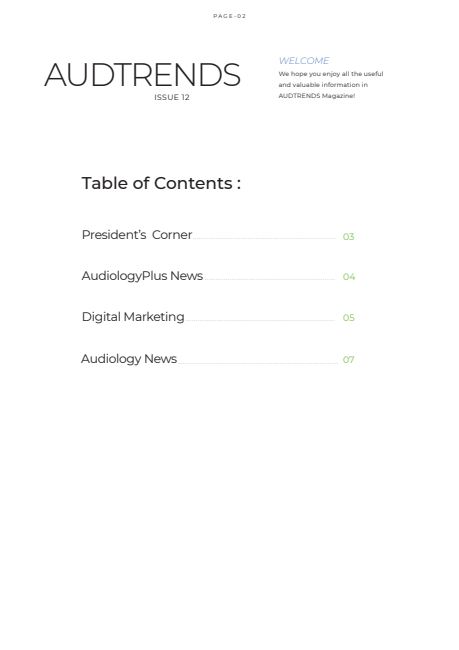 PAGE-02
AUDTRENDS
ISSUE 12
WELCOME
We hope you enjoy all the useful
and valuable information in
AUDTRENDS Magazine!
Table of Contents :
President's Corner 03
AudiologyPlus News 04
Digital Marketing 05
Audiology News 07